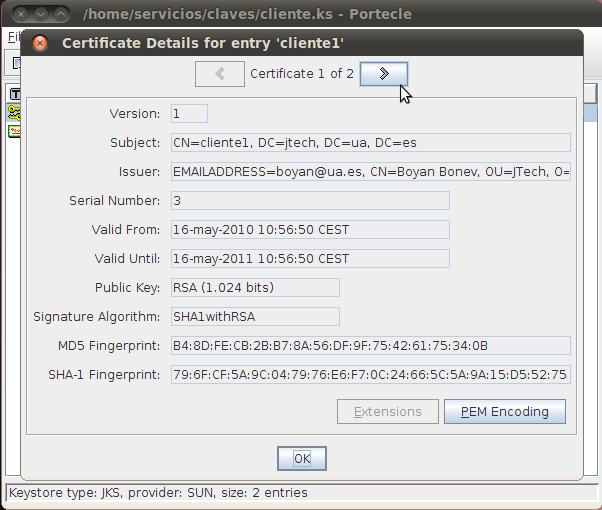 /home/servicios/claves/cliente.ks - Portecle
Certificate Details for entry 'cliente1'
Certificate 1 of 2
Version: 1
Subject: CN=cliente1, DC=jtech, DC=ua, DC=es
Issuer: EMAILADDRESS=boyan@ua.es, CN=Boyan Bonev, OU=JTech, O=
Serial Number: 3
Valid From: 16-may-2010 10:56:50 CEST
Valid Until: 16-may-2011 10:56:50 CEST
Public Key: RSA (1.024 bits)
Signature Algorithm: SHA1withRSA
MD5 Fingerprint: B4:8D:FE:CB:2B:B7:8A:56:DF:9F:75:42:61:75:34:0B
SHA-1 Fingerprint: 79:6F:CF:5A:9C:04:79:76:E6:F7:0C:24:66:5C:5A:9A:15:D5:52:75
Extensions PEM Encoding
OK
Keystore type: JKS, provider: SUN, size: 2 entries